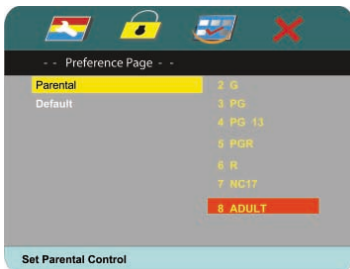 - - Preference Page - -
Parental
Default
2 G
3 PG
4 PG 13
5 PGR
6 R
7 NC17
8 ADULT
Set Parental Control